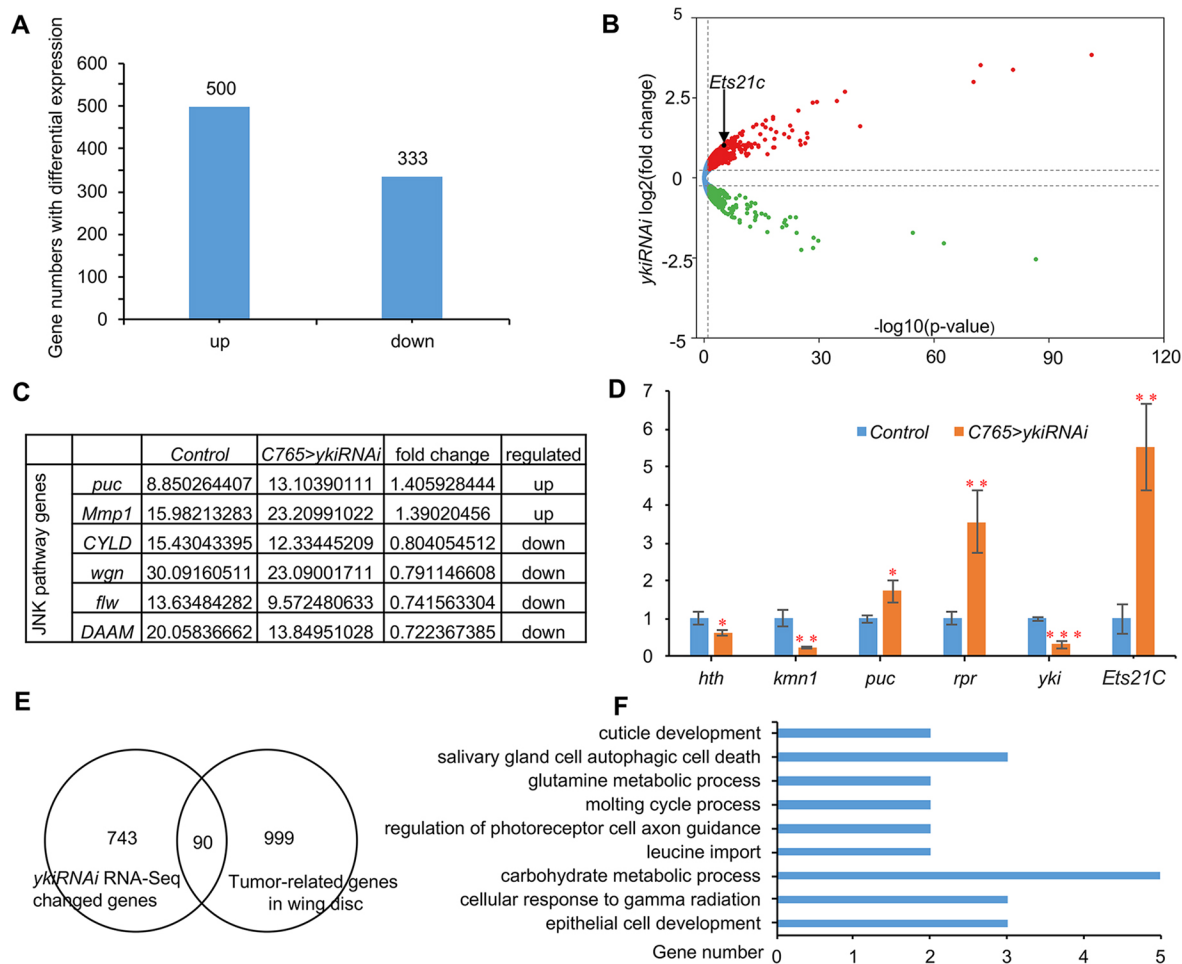 A
Gene numbers with differential expression
600
500
400
300
200
100
0
500
333
up
down
B
ykiRNAi log2(fold change)
5
2.5
0
-2.5
-5
Ets21c
-log10(p-value)
0
30
60
90
120
C
JNK pathway genes
Control C765>ykiRNAi fold change regulated
puc 8.850264407 13.10390111 1.405928444 up
Mmp1 15.98213283 23.20991022 1.39020456 up
CYLD 15.43043395 12.33445209 0.804054512 down
wgn 30.09160511 23.09001711 0.791146608 down
flw 13.63484282 9.572480633 0.741563304 down
DAAM 20.05836662 13.84951028 0.722367385 down
D
7
6
5
4
3
2
1
0
Control C765>ykiRNAi
*
**
*
**
***
**
hth
kmn1
puc
rpr
yki
Ets21C
E
743
90
999
ykiRNAi RNA-Seq
changed genes
Tumor-related genes
in wing disc
F
cuticle development
salivary gland cell autophagic cell death
glutamine metabolic process
molting cycle process
regulation of photoreceptor cell axon guidance
leucine import
carbohydrate metabolic process
cellular response to gamma radiation
epithelial cell development
Gene number
0
1
2
3
4
5